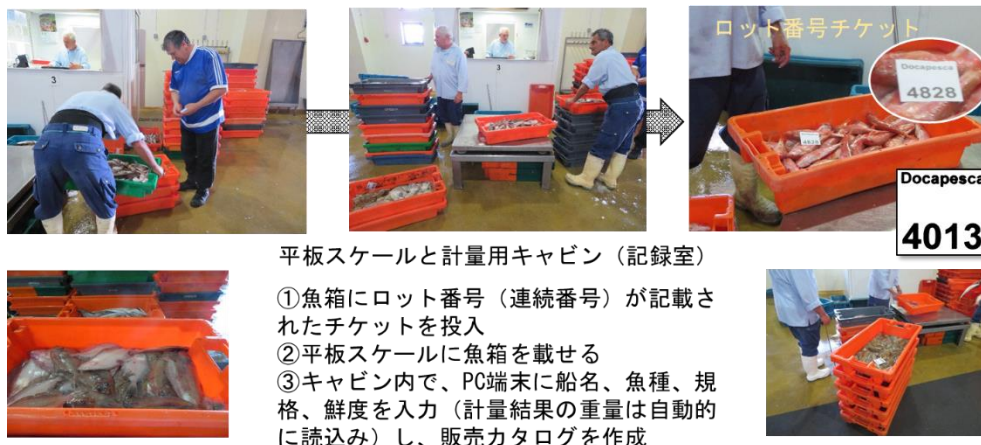 ロット番号チケット
Docapesca
4828
4828
3
3
Docapesca
4013
平板スケールと計量用キャビン（記録室）
①魚箱にロット番号（連続番号）が記載さ
れたチケットを投入
②平板スケールに魚箱を載せる
③キャビン内で、PC端末に船名、魚種、規
格、鮮度を入力（計量結果の重量は自動的
に読込み）し、販売カタログを作成